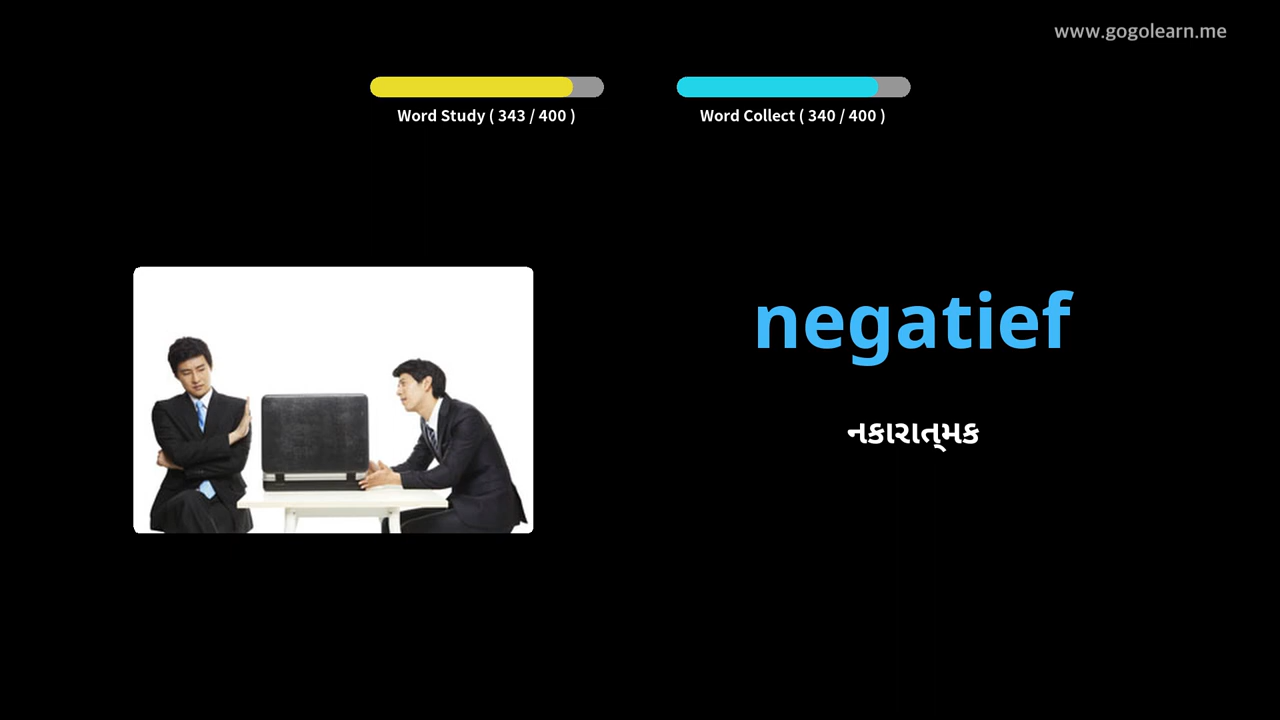 www.gogolearn.me
Word Study ( 343 / 400 )
Word Collect ( 340 / 400 )
negatief
નકારાત્મક